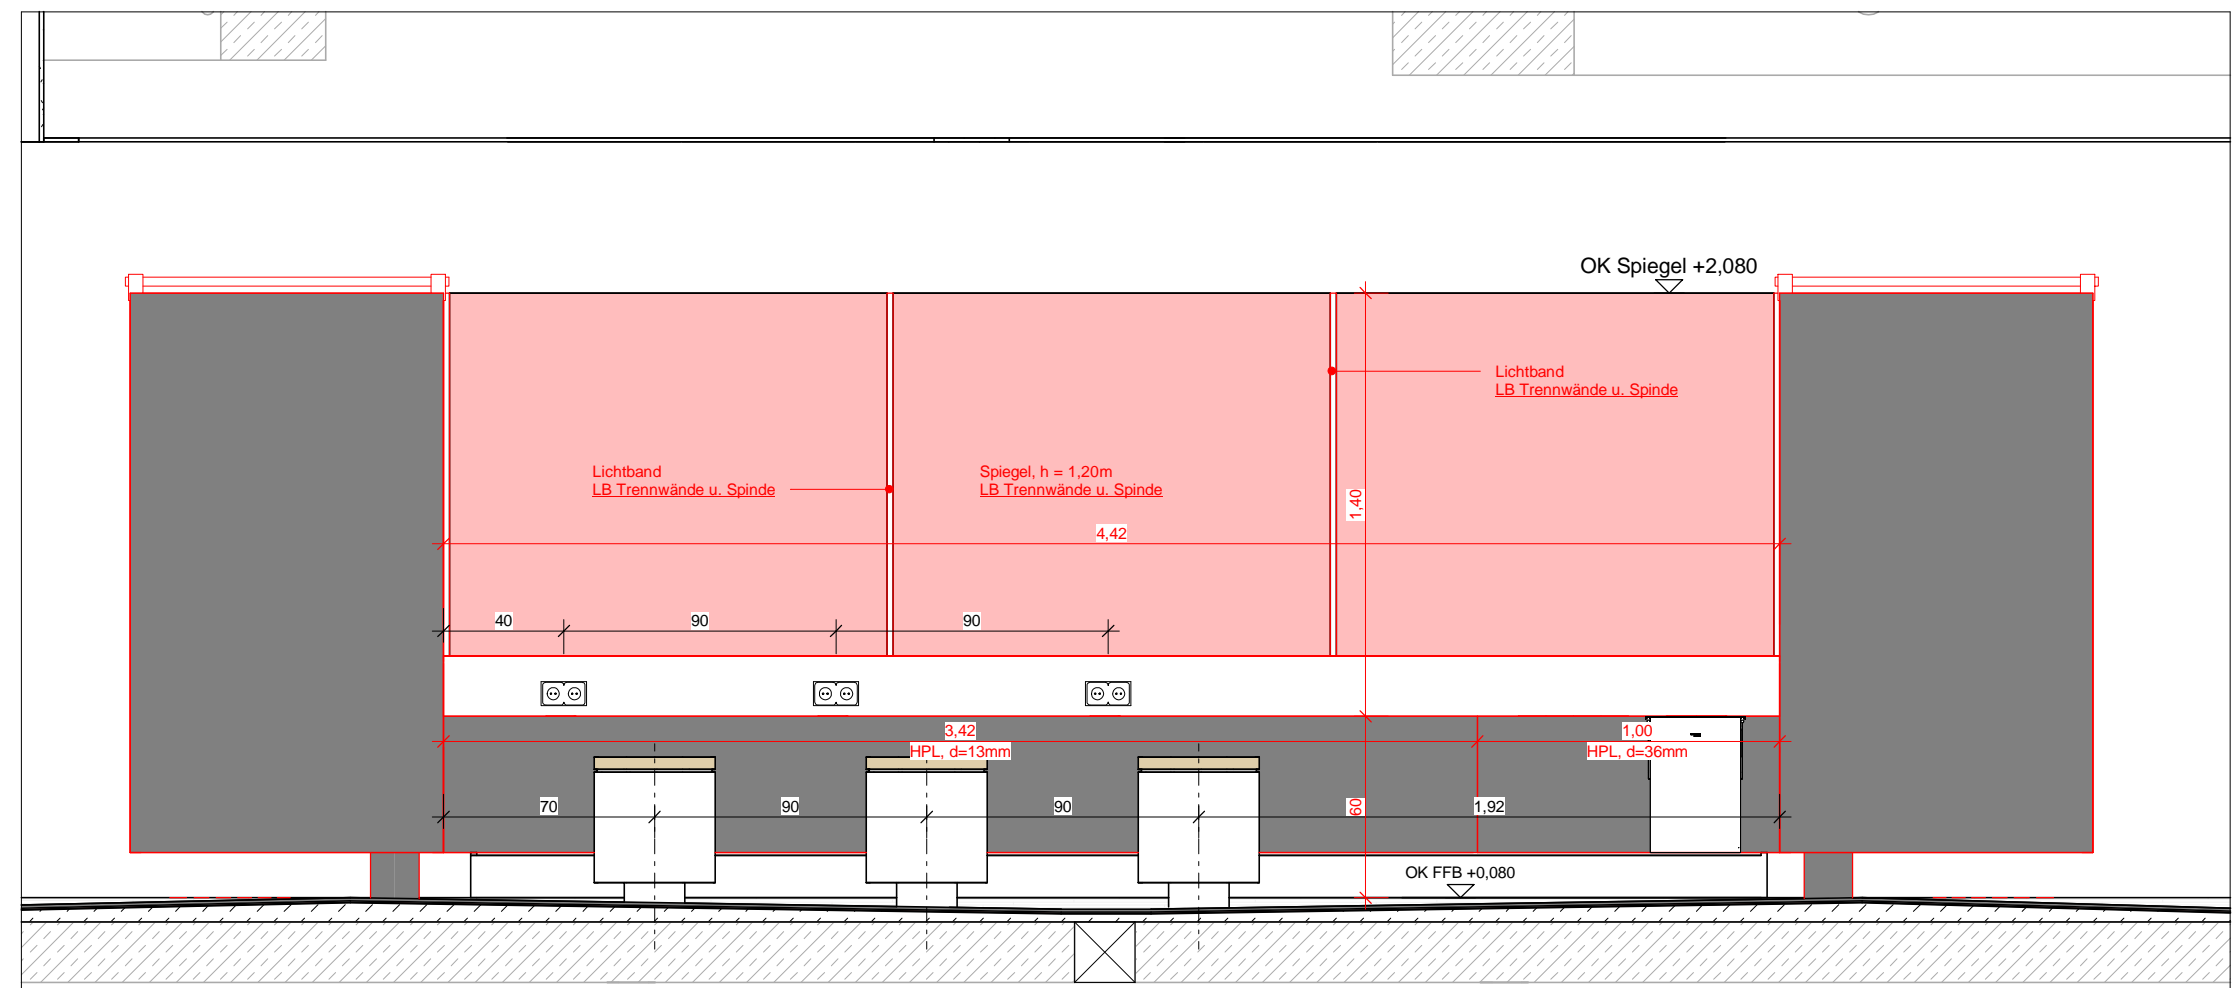 OK Spiegel +2,080
Lichtband
LB Trennwände u. Spinde
Lichtband
LB Trennwände u. Spinde
Spiegel, h = 1,20m
LB Trennwände u. Spinde
1,40
4,42
40
90
90
3,42
HPL, d=13mm
1,00
HPL, d=36mm
70
90
90
60
1,92
OK FFB +0,080